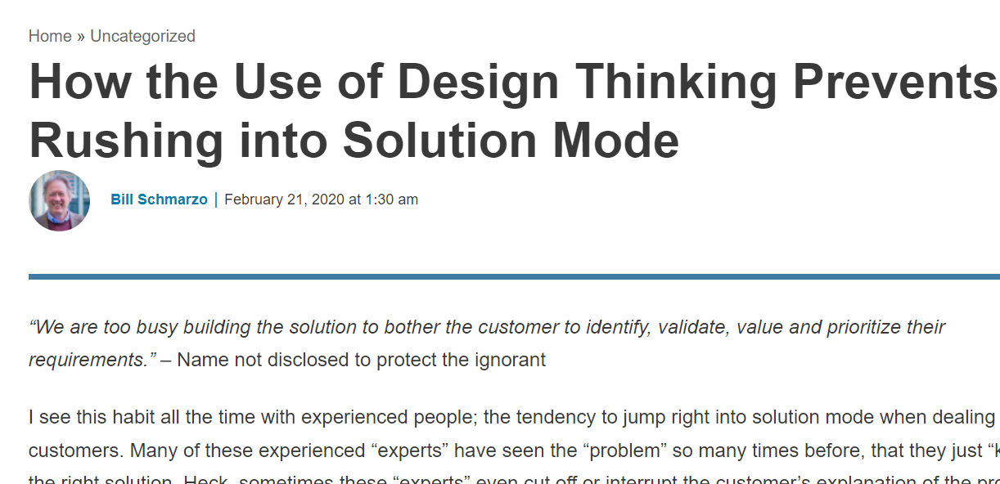 Home » Uncategorized
How the Use of Design Thinking Prevents
Rushing into Solution Mode
Bill Schmarzo | February 21, 2020 at 1:30 am
“We are too busy building the solution to bother the customer to identify, validate, value and prioritize their
requirements.” – Name not disclosed to protect the ignorant
I see this habit all the time with experienced people; the tendency to jump right into solution mode when dealing
customers. Many of these experienced “experts” have seen the “problem” so many times before, that they just
the right solution. Heck, sometimes these “experts” even cut off or interrupt the customer’s explanation of the